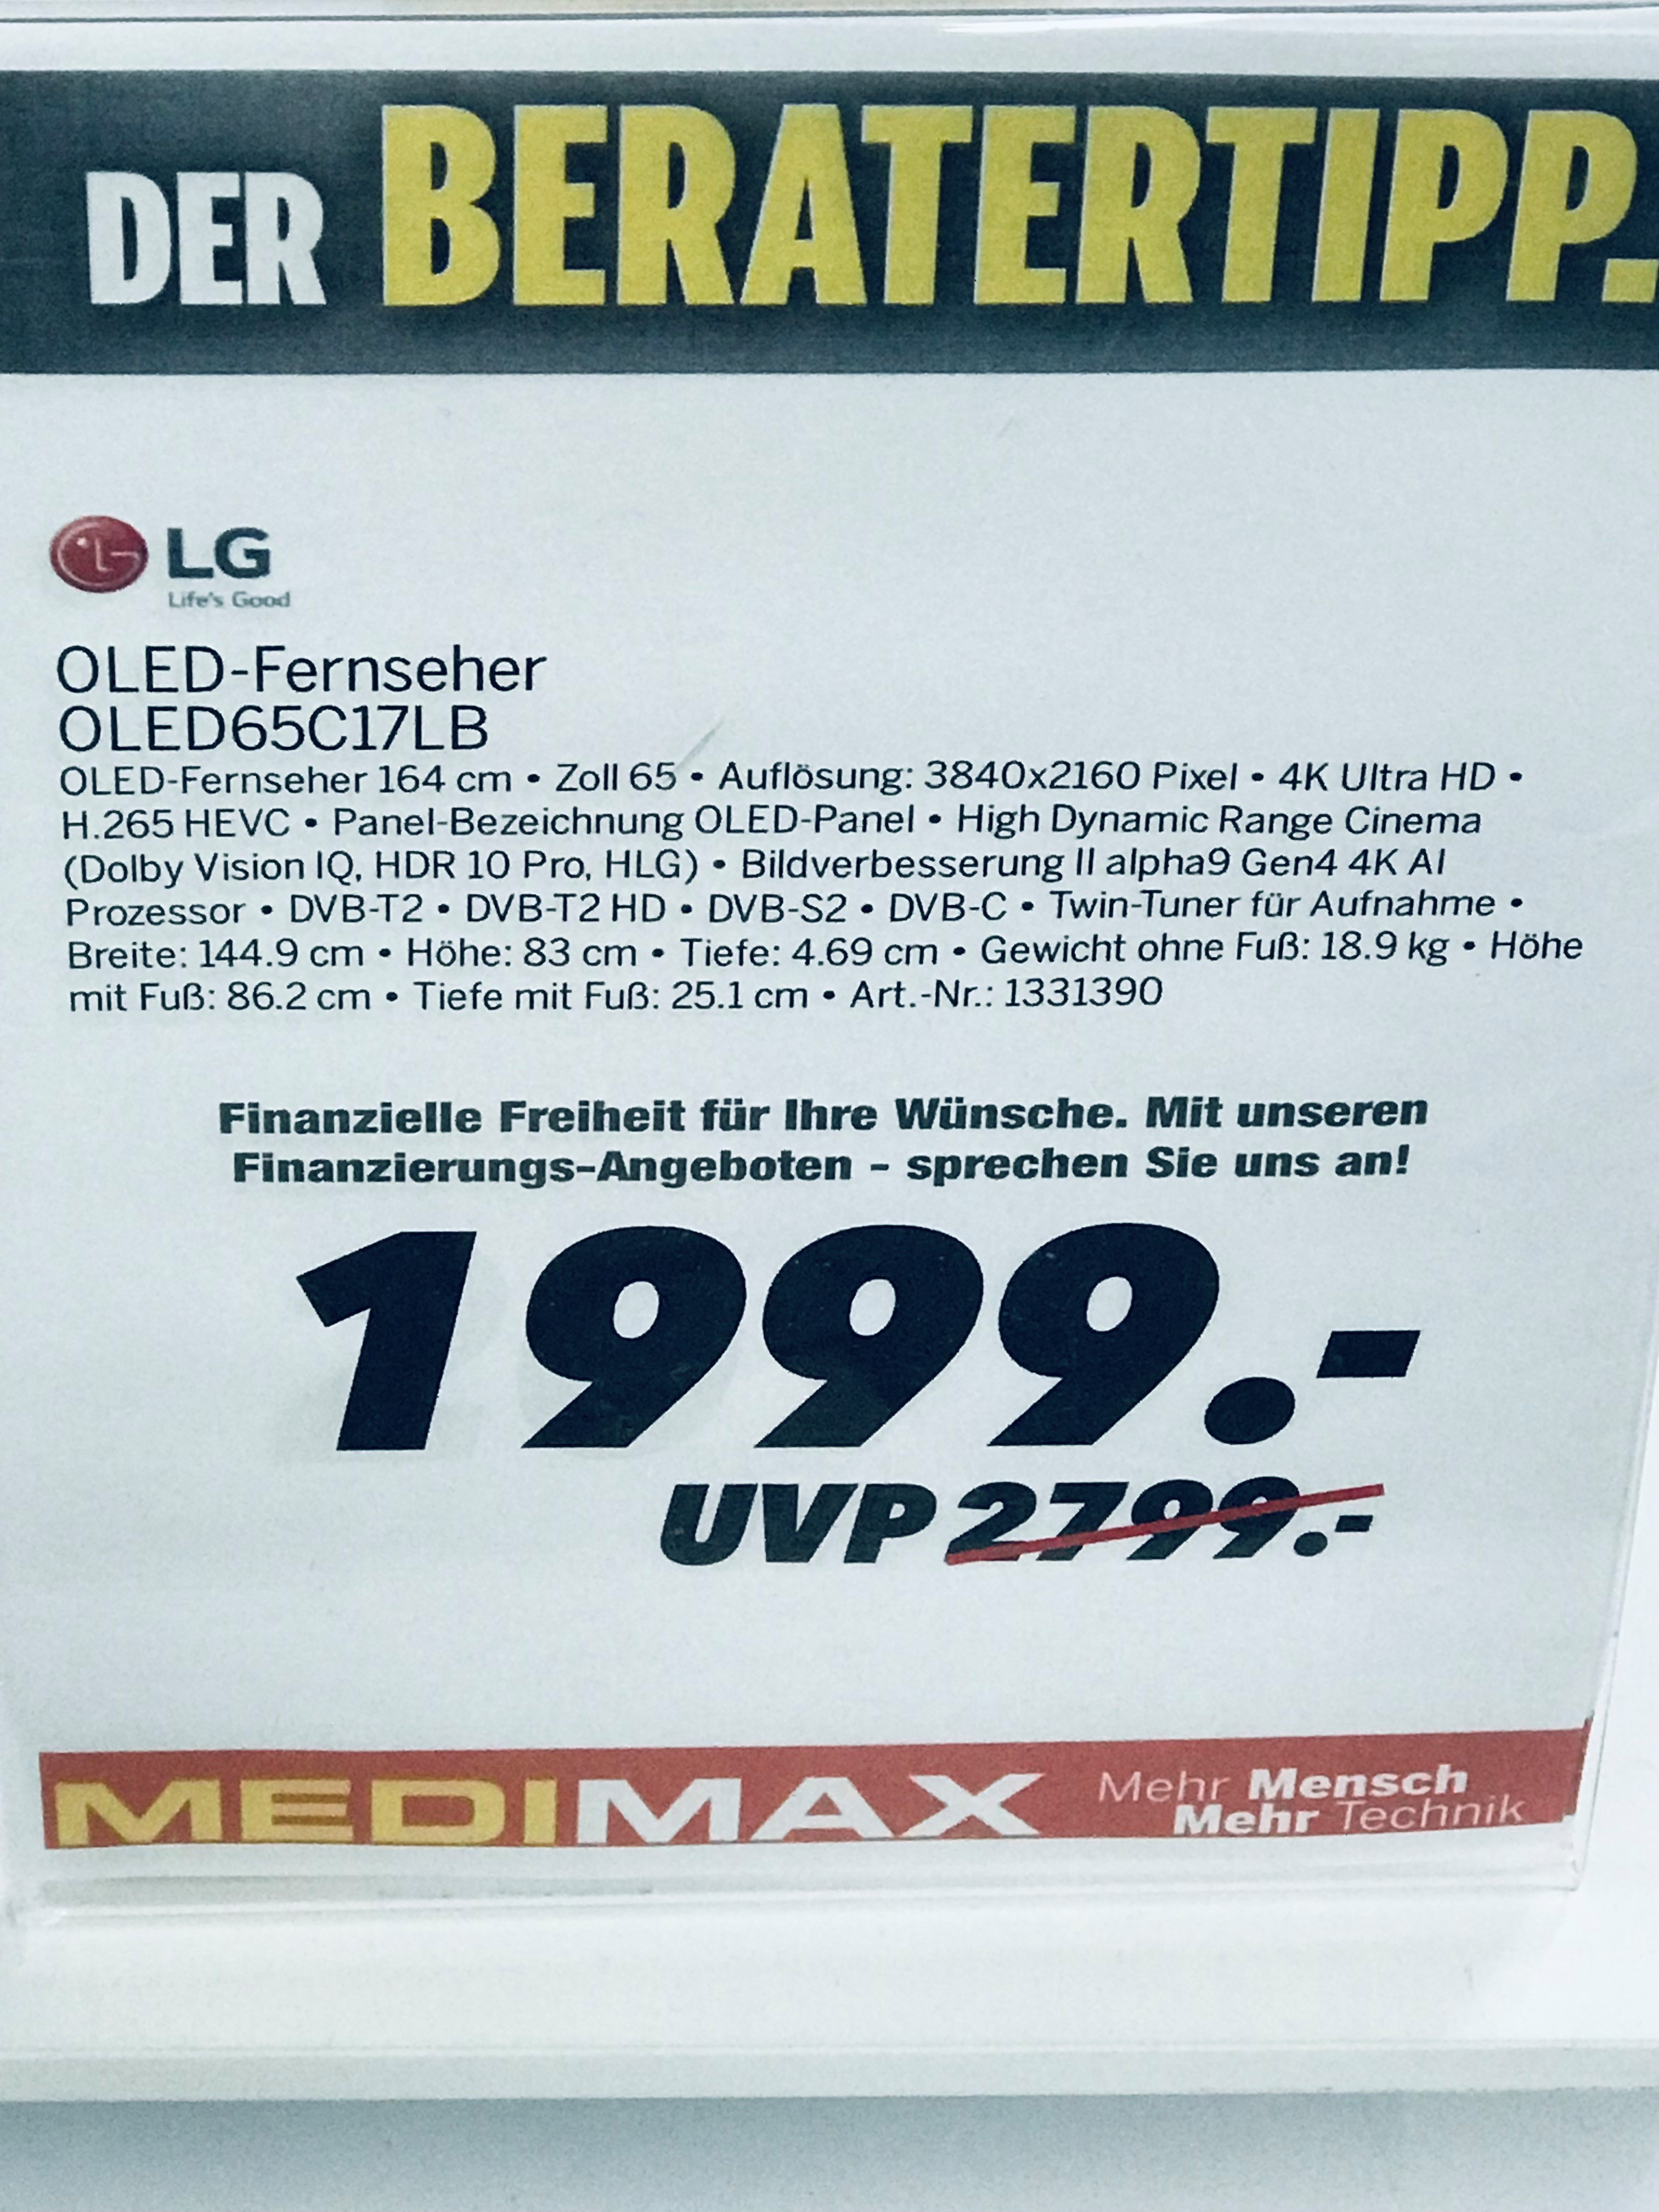 DER BERATERTIPP.
LG
Life's Good
OLED-Fernseher
OLED65C17LB
OLED-Fernseher 164 cm • Zoll 65 • Auflösung: 3840x2160 Pixel • 4K Ultra HD •
H.265 HEVC • Panel-Bezeichnung OLED-Panel • High Dynamic Range Cinema
(Dolby Vision IQ, HDR 10 Pro, HLG) • Bildverbesserung II alpha9 Gen4 4K AI
Prozessor • DVB-T2 • DVB-T2 HD • DVB-S2 • DVB-C • Twin-Tuner für Aufnahme •
Breite: 144.9 cm • Höhe: 83 cm • Tiefe: 4.69 cm • Gewicht ohne Fuß: 18.9 kg • Höhe
mit Fuß: 86.2 cm • Tiefe mit Fuß: 25.1 cm • Art.-Nr.: 1331390
Finanzielle Freiheit für Ihre Wünsche. Mit unseren
Finanzierungs-Angeboten - sprechen Sie uns an!
1999.-
UVP 2799.-
MEDIMAX Mehr Mensch
Mehr Technik